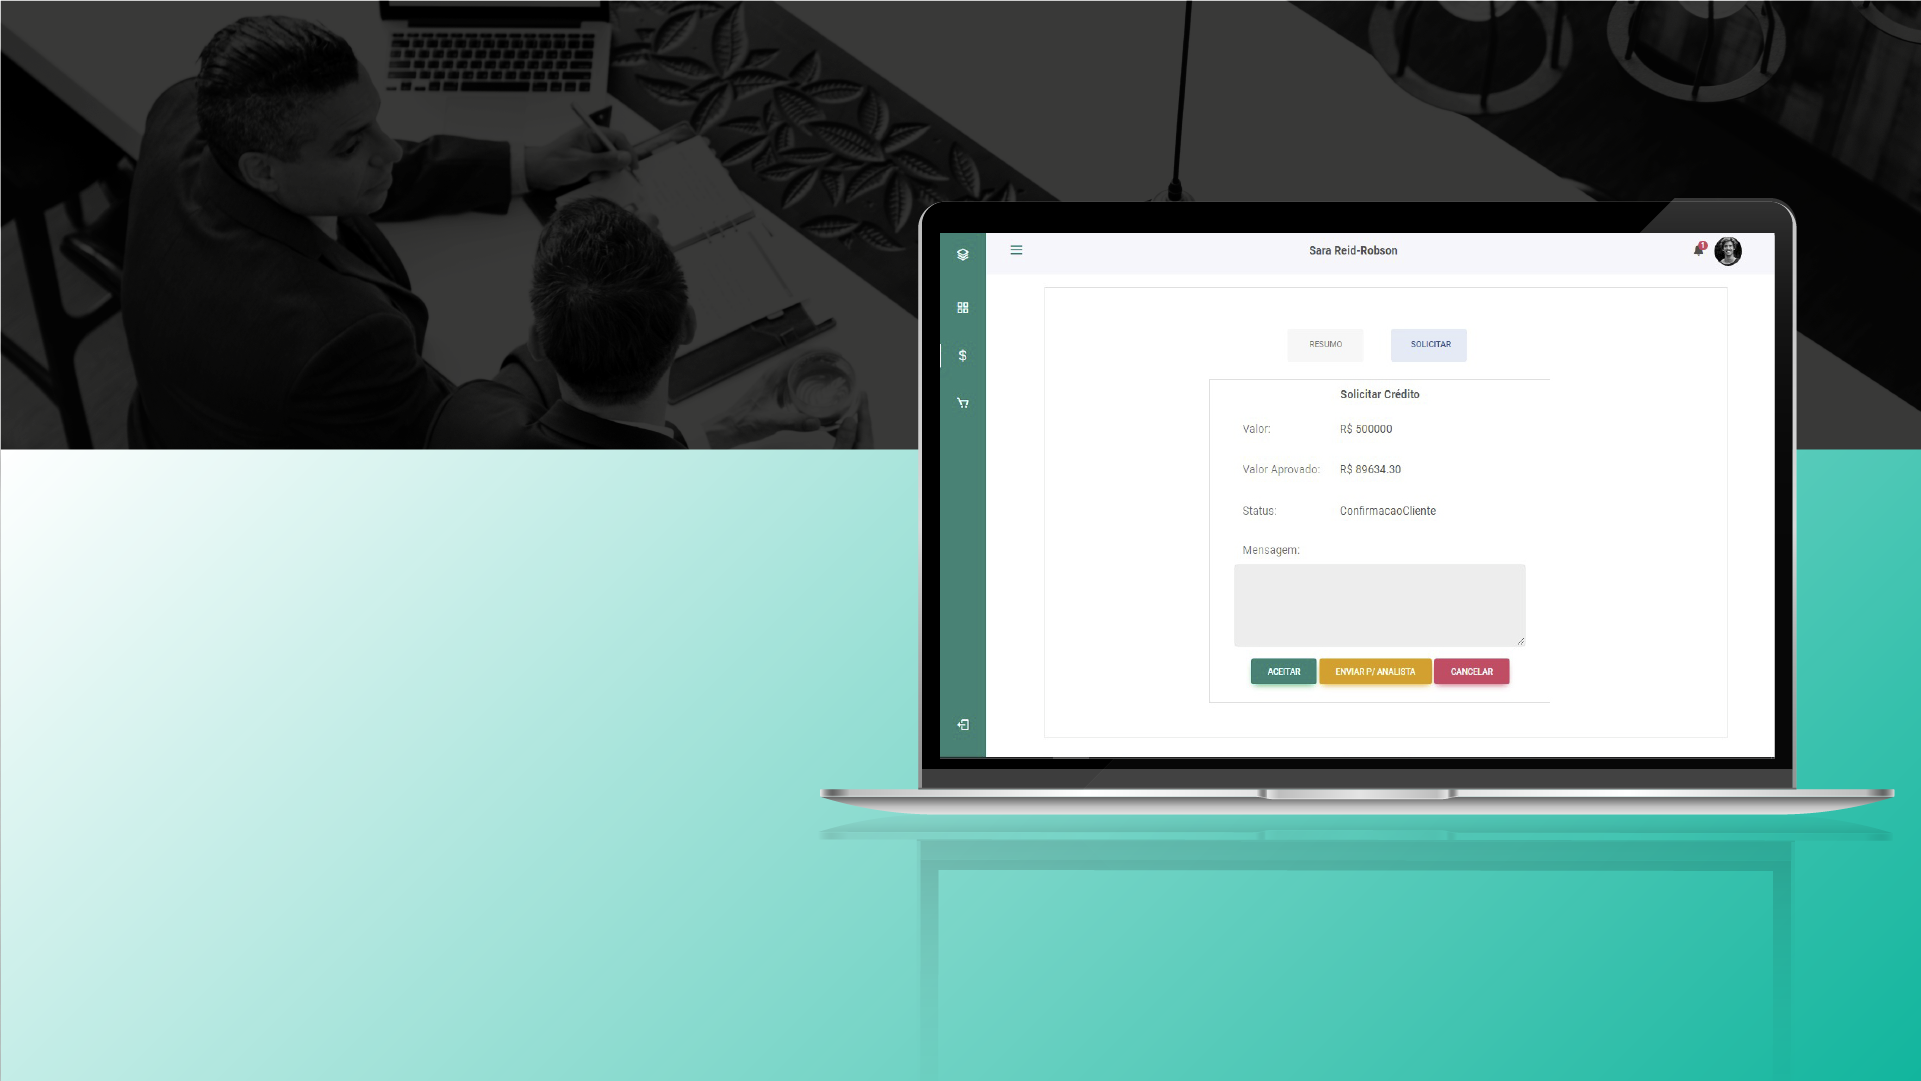 Sara Reid-Robson
1
RESUMO SOLICITAR
$
Solicitar Crédito
Valor: R$ 500000
Valor Aprovado: R$ 89634.30
Status: ConfirmacaoCliente
Mensagem:
ACEITAR ENVIAR P/ ANALISTA CANCELAR